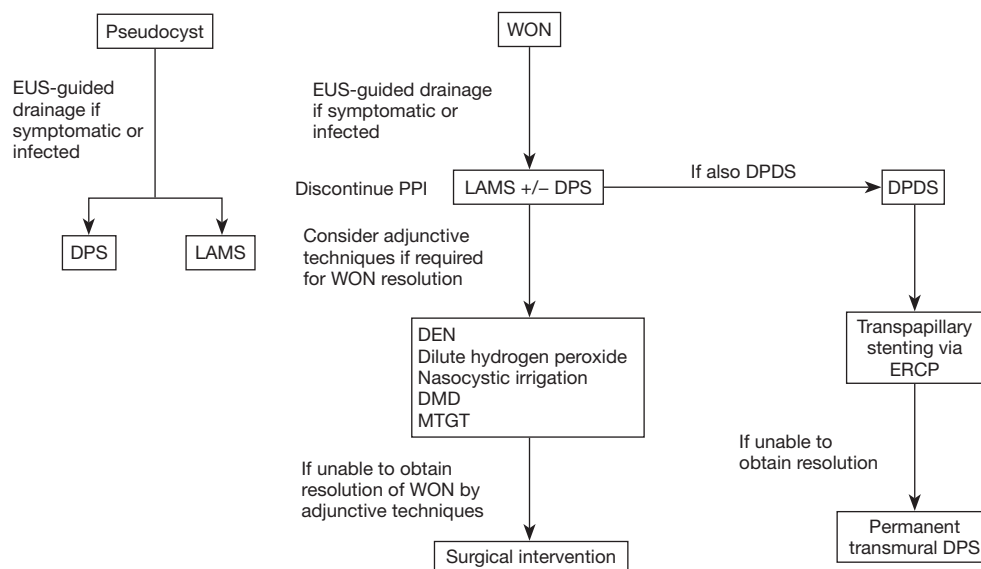 Pseudocyst
EUS-guided
drainage if
symptomatic or
infected
DPS
LAMS
WON
EUS-guided drainage
if symptomatic or
infected
Discontinue PPI
LAMS +/− DPS
If also DPDS
DPDS
Consider adjunctive
techniques if required
for WON resolution
DEN
Dilute hydrogen peroxide
Nasocystic irrigation
DMD
MTGT
If unable to obtain
resolution of WON by
adjunctive techniques
Surgical intervention
Transpapillary
stenting via
ERCP
If unable to
obtain resolution
Permanent
transmural DPS